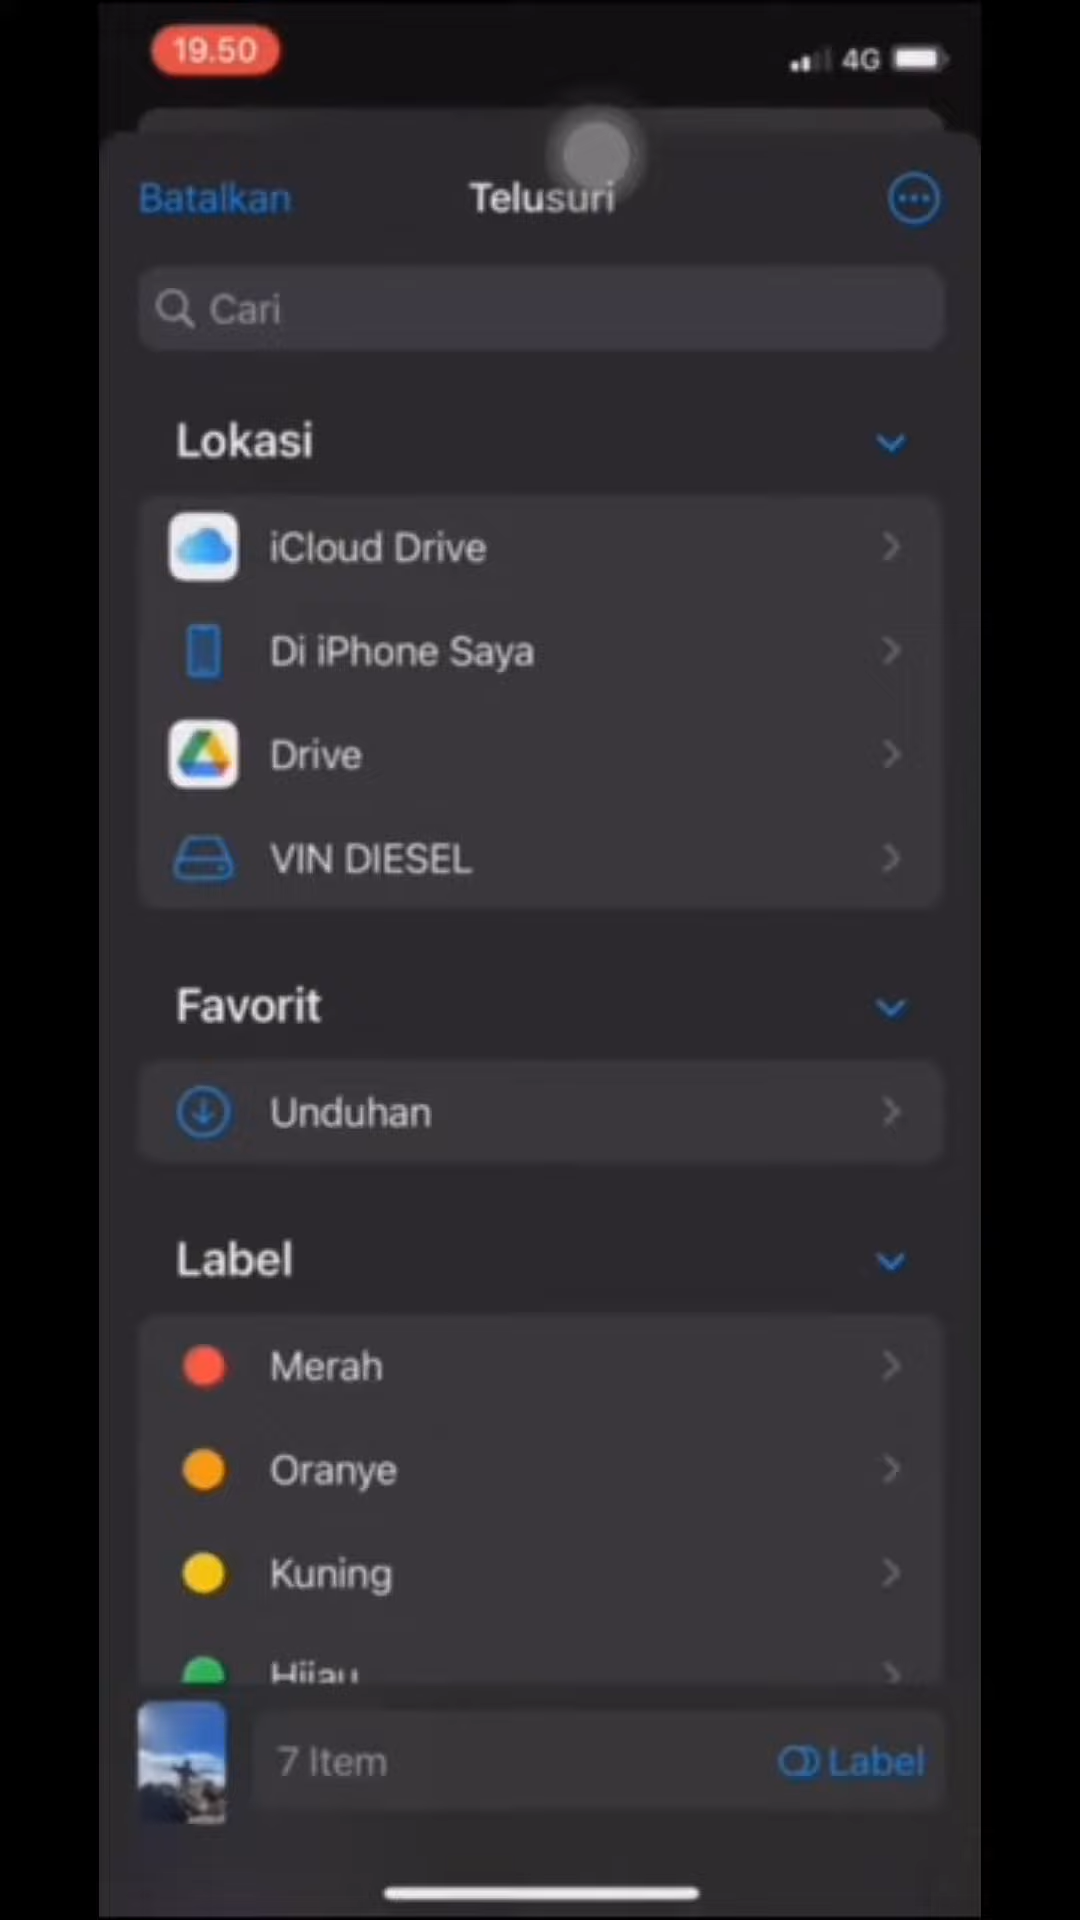 19.50
4G
Batalkan
Telusuri
Cari
Lokasi
iCloud Drive
Di iPhone Saya
Drive
VIN DIESEL
Favorit
Unduhan
Label
Merah
Oranye
Kuning
Hijau
7 Item
Label